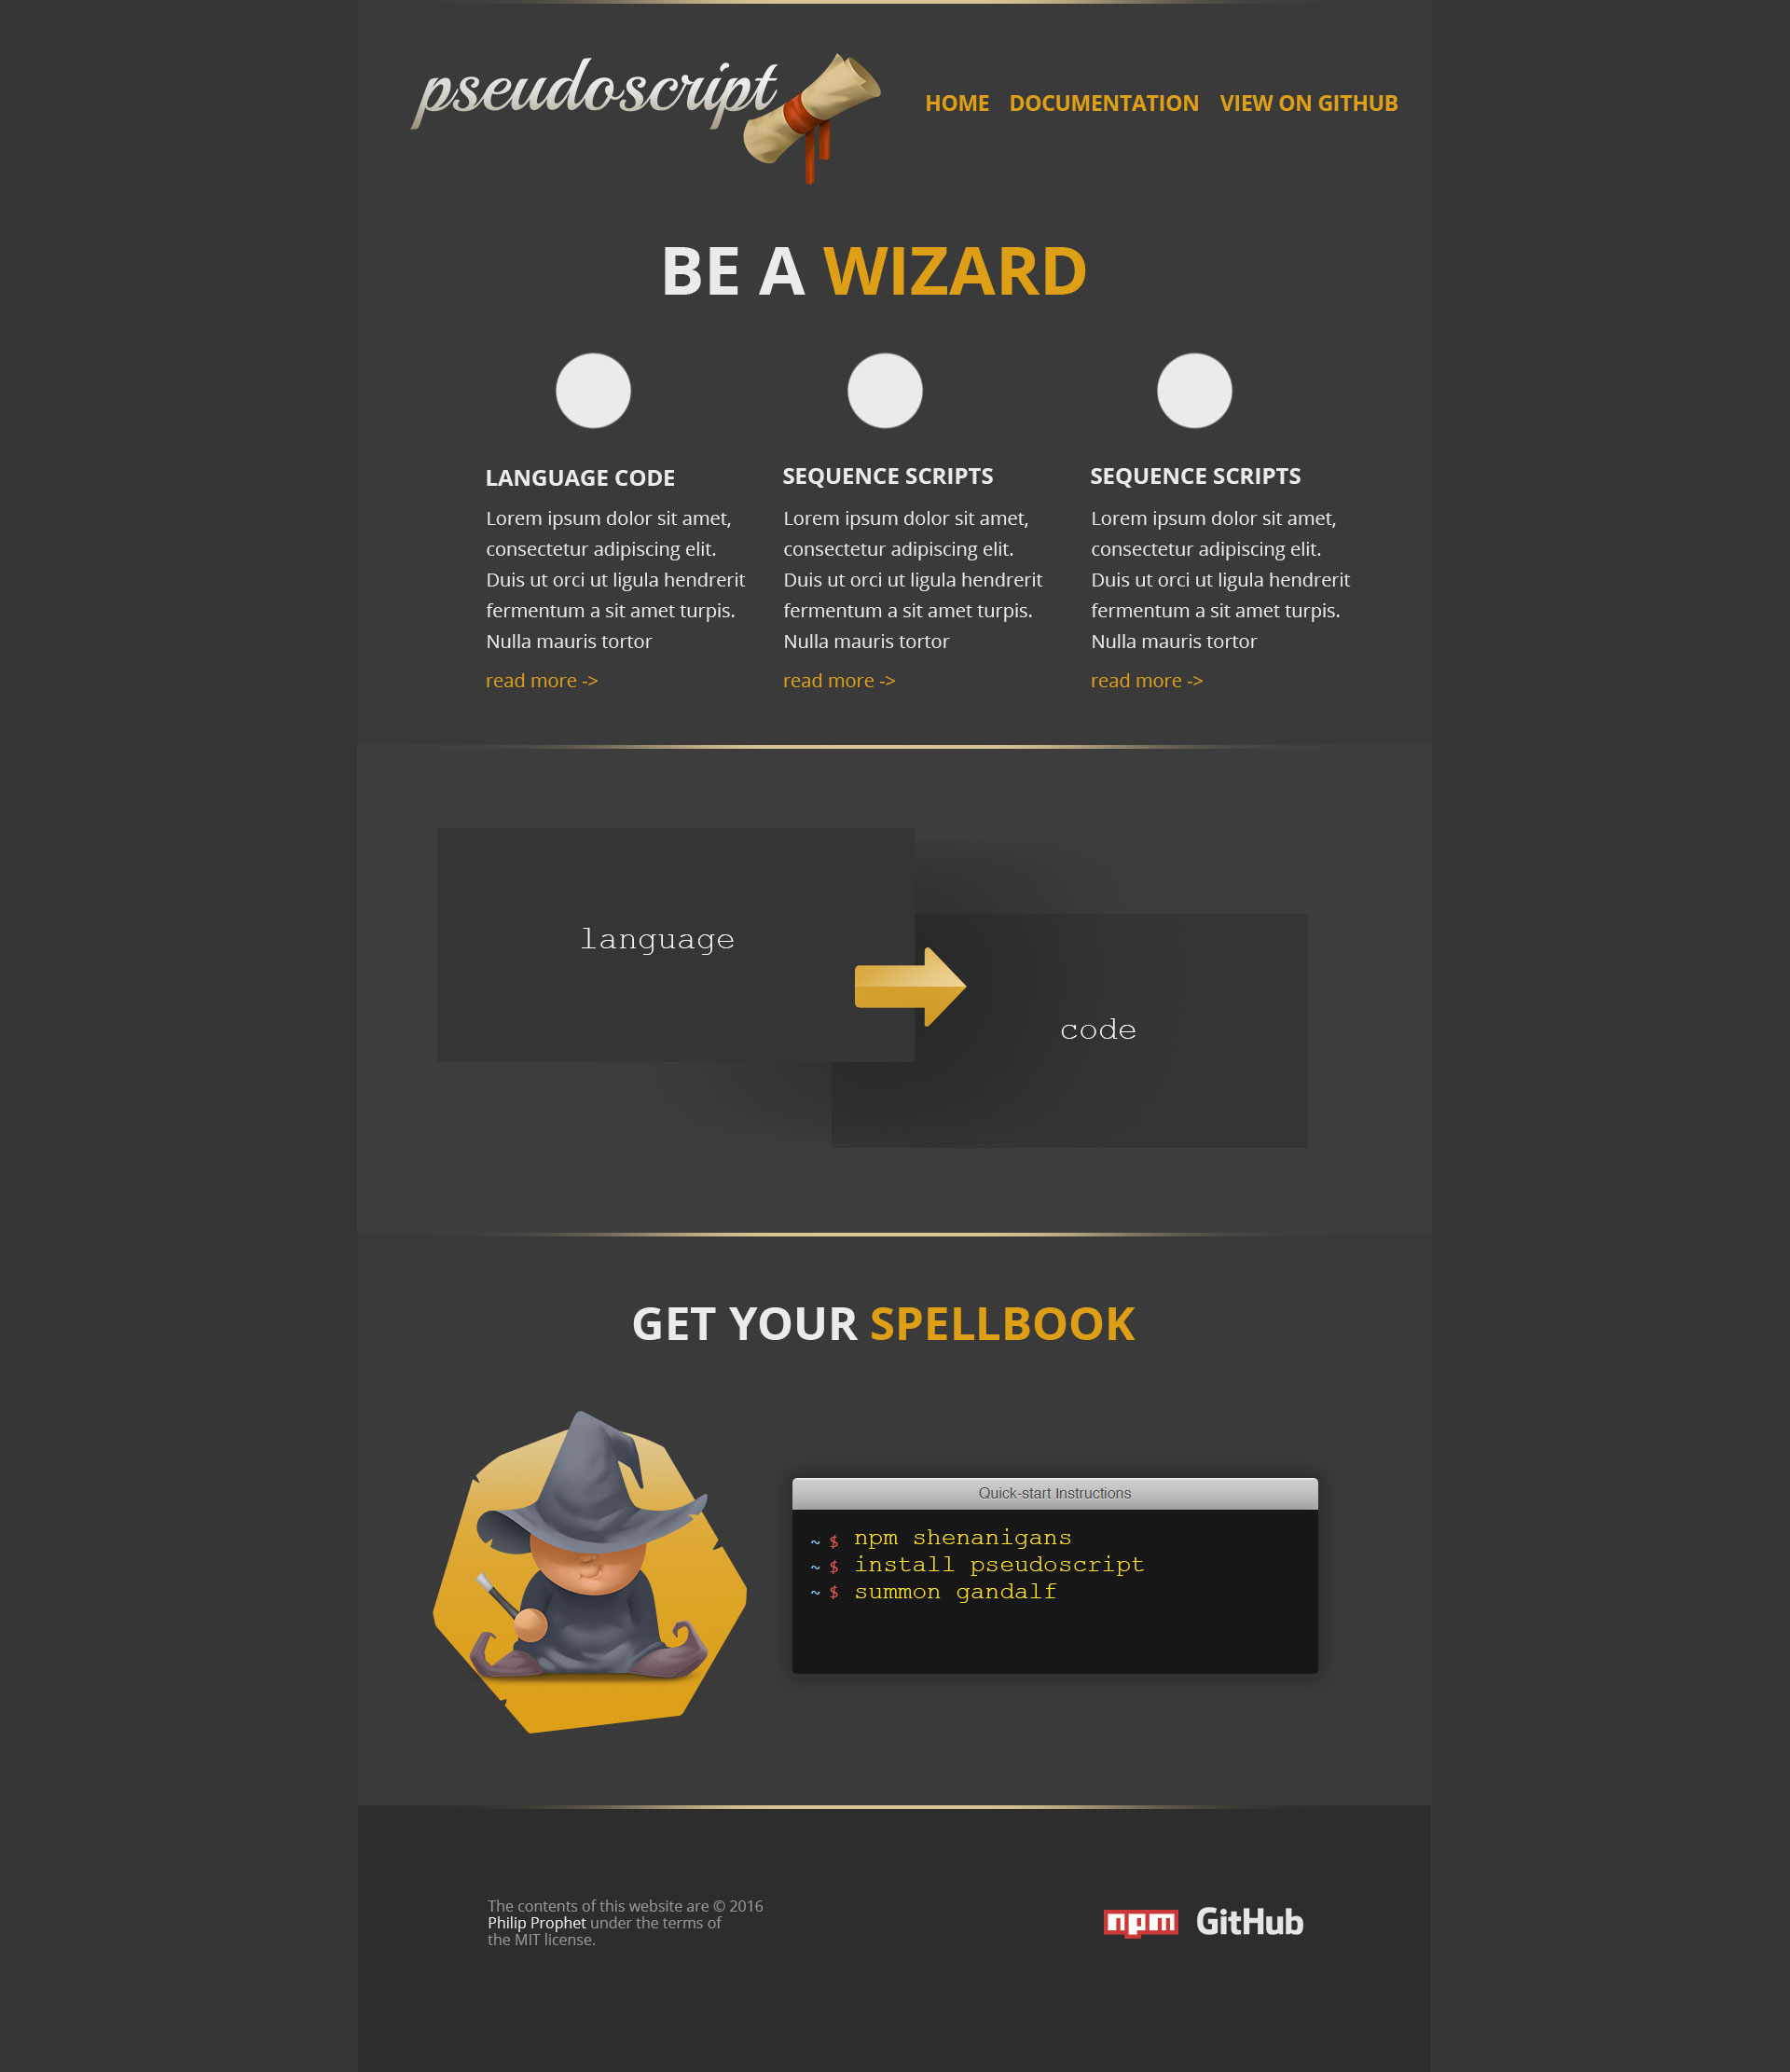 pseudoscript
HOME DOCUMENTATION VIEW ON GITHUB
BE A WIZARD
LANGUAGE CODE
Lorem ipsum dolor sit amet,
consectetur adipiscing elit.
Duis ut orci ut ligula hendrerit
fermentum a sit amet turpis.
Nulla mauris tortor
read more ->
SEQUENCE SCRIPTS
Lorem ipsum dolor sit amet,
consectetur adipiscing elit.
Duis ut orci ut ligula hendrerit
fermentum a sit amet turpis.
Nulla mauris tortor
read more ->
SEQUENCE SCRIPTS
Lorem ipsum dolor sit amet,
consectetur adipiscing elit.
Duis ut orci ut ligula hendrerit
fermentum a sit amet turpis.
Nulla mauris tortor
read more ->
language
code
GET YOUR SPELLBOOK
Quick-start Instructions
~ $ npm shenanigans
~ $ install pseudoscript
~ $ summon gandalf
The contents of this website are © 2016
Philip Prophet under the terms of
the MIT license.
npm GitHub